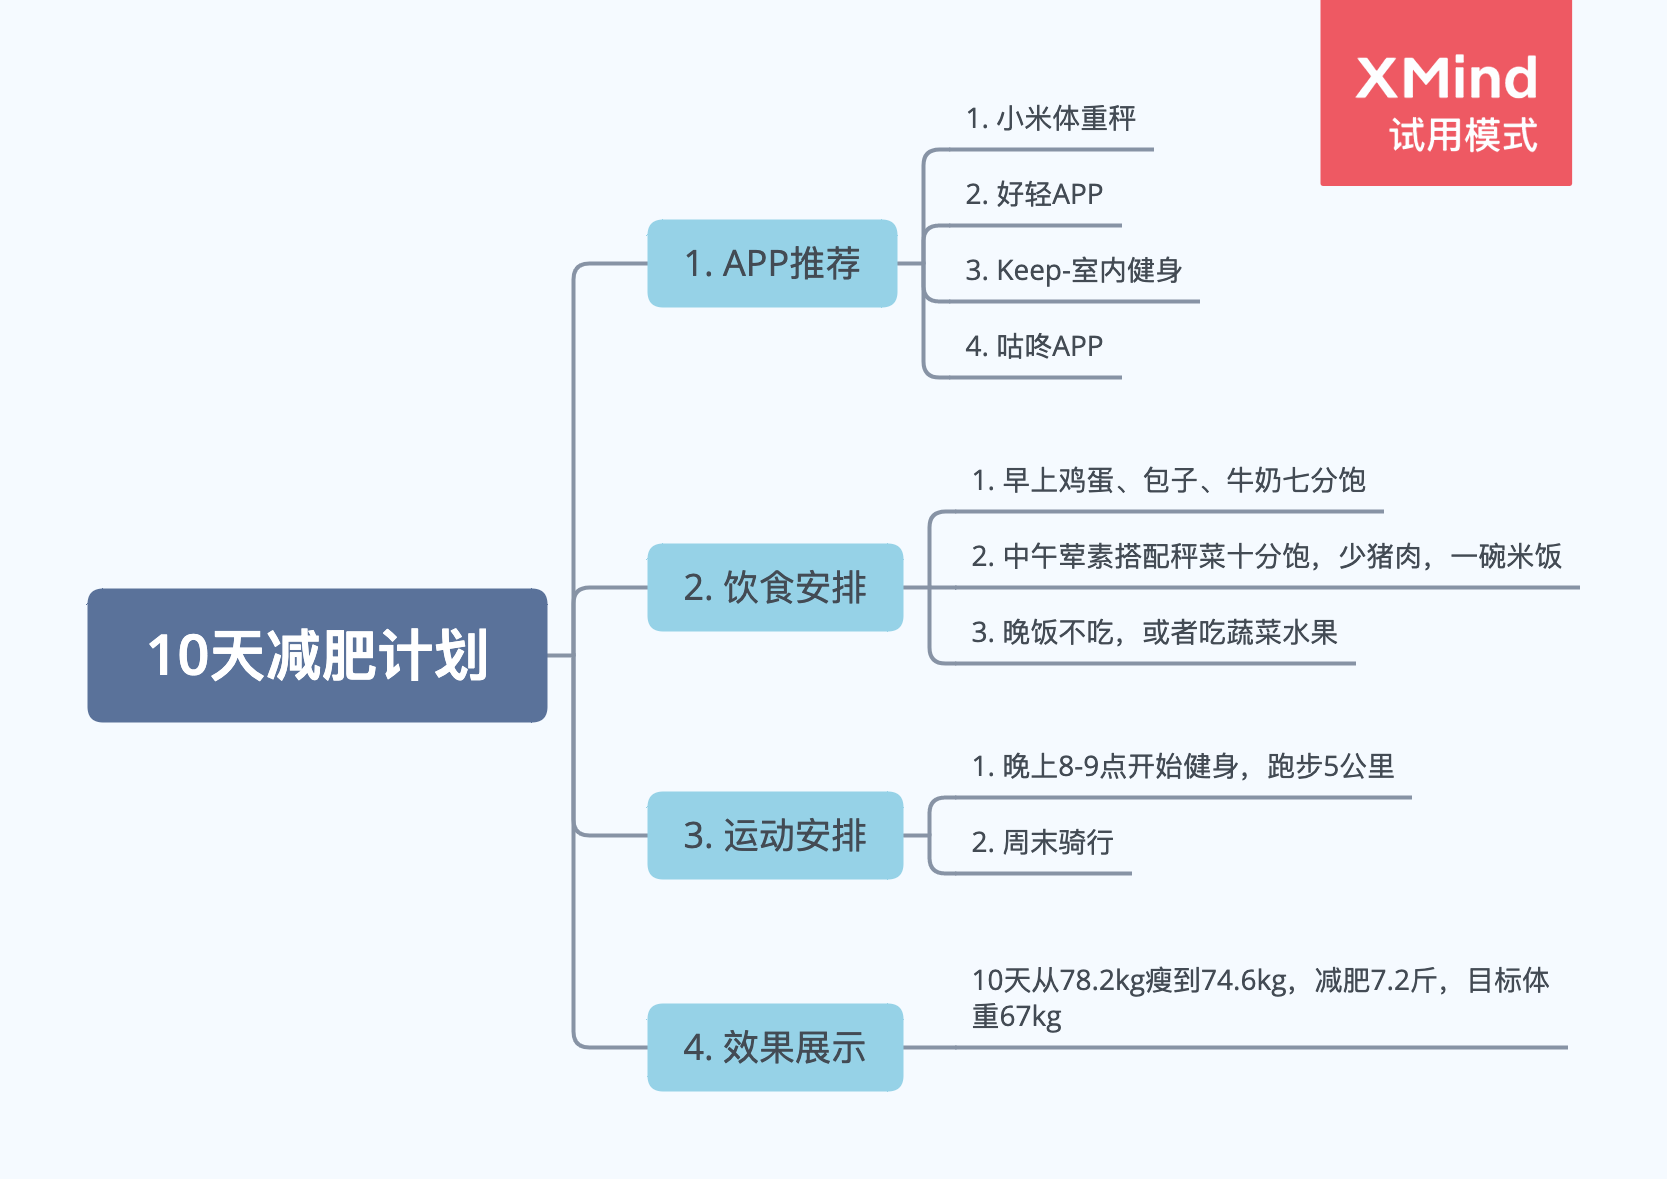 XMind
试用模式
10天减肥计划
1. APP推荐
1. 小米体重秤
2. 好轻APP
3. Keep-室内健身
4. 咕咚APP
2. 饮食安排
1. 早上鸡蛋、包子、牛奶七分饱
2. 中午荤素搭配秤菜十分饱，少猪肉，一碗米饭
3. 晚饭不吃，或者吃蔬菜水果
3. 运动安排
1. 晚上8-9点开始健身，跑步5公里
2. 周末骑行
4. 效果展示
10天从78.2kg瘦到74.6kg，减肥7.2斤，目标体
重67kg